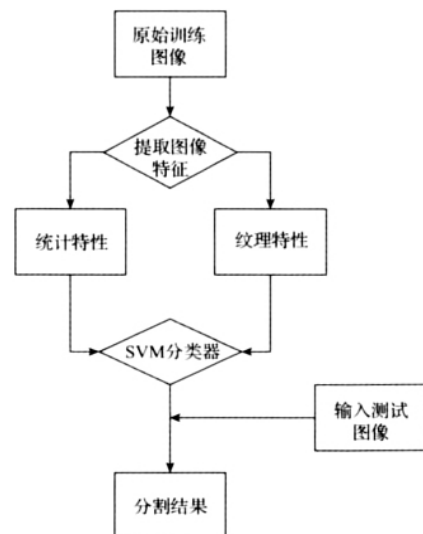 原始训练
图像
提取图像
特征
统计特性
纹理特性
SVM分类器
输入测试
图像
分割结果